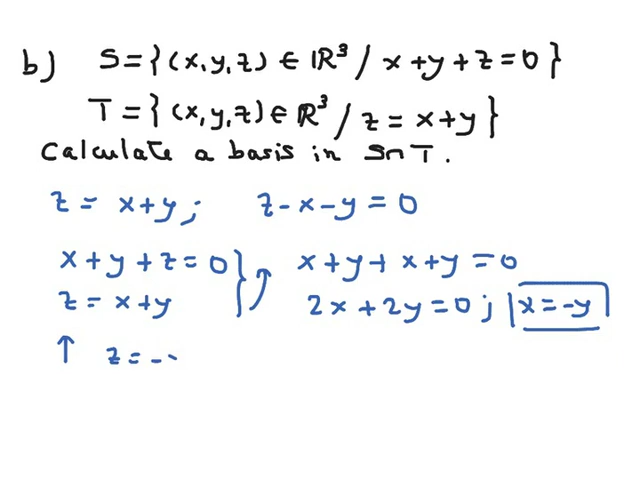 b) S={(x,y,z) ∈ ℝ³ / x+y+z=0}
T={(x,y,z)∈ ℝ³ / z = x+y}
Calculate a basis in S∩T.
z = x+y; z-x-y = 0
x+y+z=0 } x+y+x+y=0
z = x+y 2x+2y=0; x=-y
↑ z = -